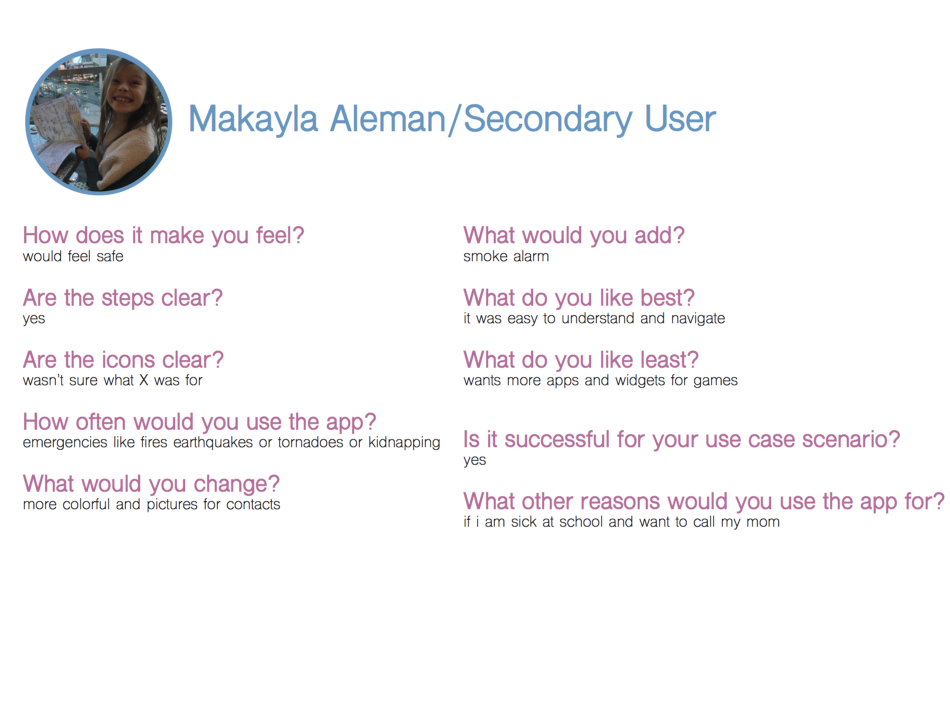 Makayla Aleman/Secondary User
How does it make you feel?
would feel safe
Are the steps clear?
yes
Are the icons clear?
wasn't sure what X was for
How often would you use the app?
emergencies like fires earthquakes or tornadoes or kidnapping
What would you change?
more colorful and pictures for contacts
What would you add?
smoke alarm
What do you like best?
it was easy to understand and navigate
What do you like least?
wants more apps and widgets for games
Is it successful for your use case scenario?
yes
What other reasons would you use the app for?
if i am sick at school and want to call my mom